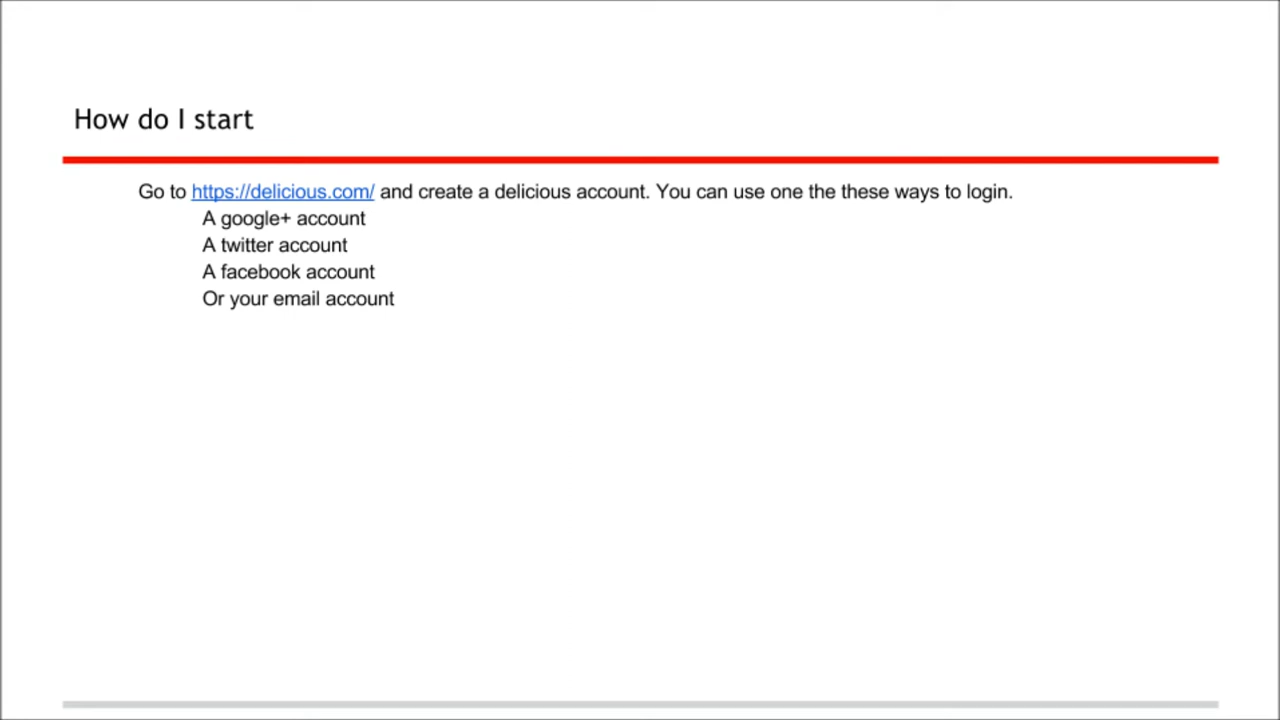 How do I start
Go to https://delicious.com/ and create a delicious account. You can use one the these ways to login.
A google+ account
A twitter account
A facebook account
Or your email account